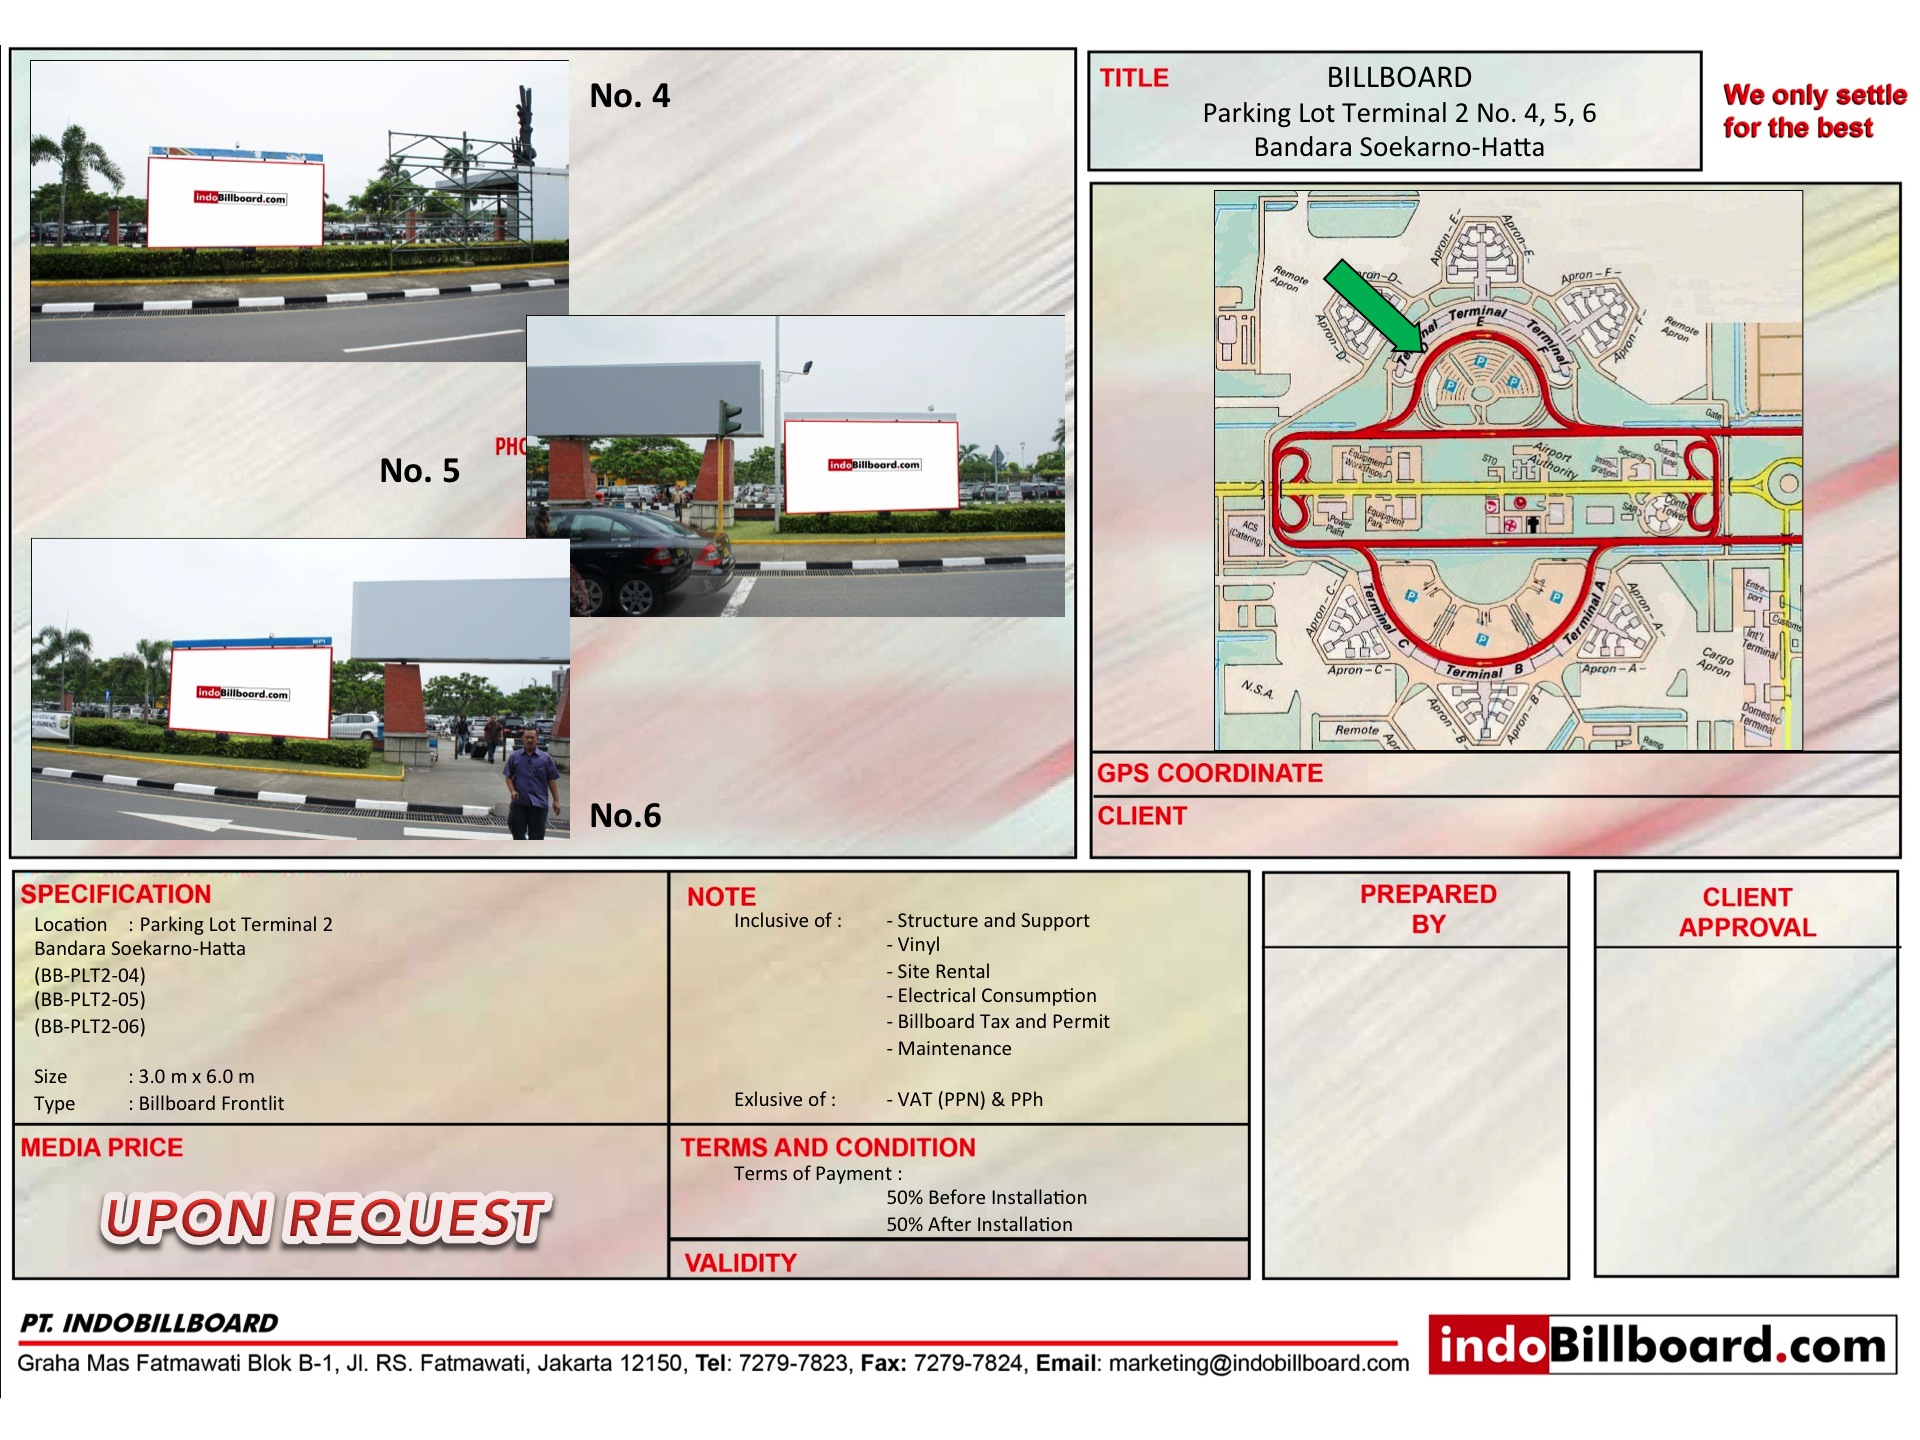 No. 4
indoBillboard.com
PHO
indoBillboard.com
No. 5
MPI
indoBillboard.com
No.6
TITLE
BILLBOARD
Parking Lot Terminal 2 No. 4, 5, 6
Bandara Soekarno-Hatta
We only settle
for the best
Apron-E-
Apron-E-
Remote
Apron
Apron-F-
Apron-D
Apron-F-
Remote
Apron
Terminal
E
Terminal
F
P
P
P
Gate
Equipment
Workshops
STO
Airport
Authority
Immi-
gration
Security
Quaran-
tine
ACS
(Catering)
Power
Plant
Equipment
Park
SAR
Control
Tower
Apron-C-
Terminal C
P
P
P
Terminal A
Apron-A-
Apron-C-
Terminal B
Apron-A-
Cargo
Apron
Int'l.
Terminal
Customs
N.S.A.
Apron-B-
Apron-B-
Domestic
Terminal
Remote
GPS COORDINATE
CLIENT
SPECIFICATION
Location : Parking Lot Terminal 2
Bandara Soekarno-Hatta
(BB-PLT2-04)
(BB-PLT2-05)
(BB-PLT2-06)
Size : 3.0 m x 6.0 m
Type : Billboard Frontlit
MEDIA PRICE
UPON REQUEST
NOTE
Inclusive of : - Structure and Support
- Vinyl
- Site Rental
- Electrical Consumption
- Billboard Tax and Permit
- Maintenance
Exlusive of : - VAT (PPN) & PPh
TERMS AND CONDITION
Terms of Payment :
50% Before Installation
50% After Installation
VALIDITY
PREPARED
BY
CLIENT
APPROVAL
PT. INDOBILLBOARD
Graha Mas Fatmawati Blok B-1, Jl. RS. Fatmawati, Jakarta 12150, Tel: 7279-7823, Fax: 7279-7824, Email: marketing@indobillboard.com
indoBillboard.com